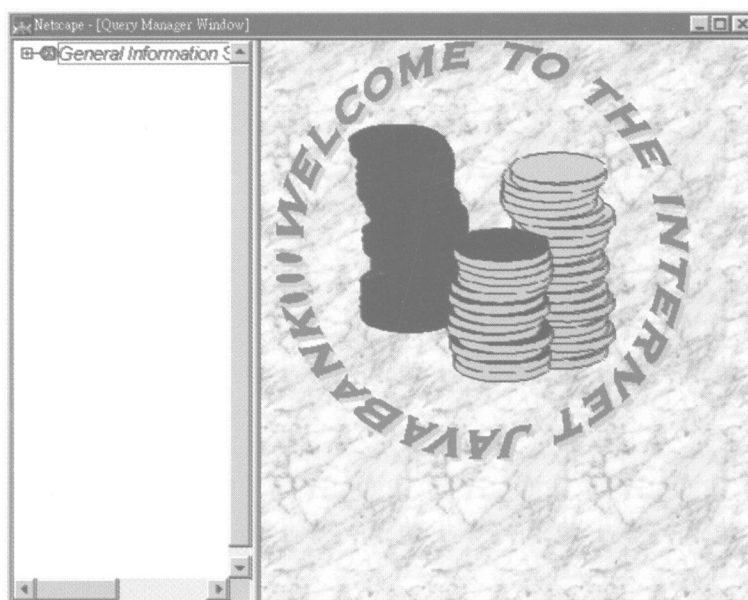 Netscape - [Query Manager Window]
General Information S
WELCOME TO THE INTERNET JAVABANK!!!